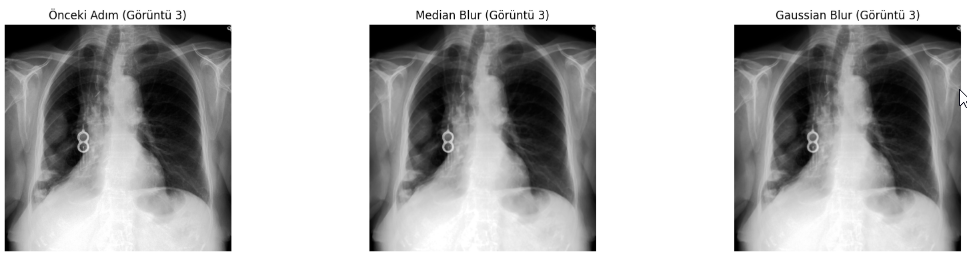 Önceki Adım (Görüntü 3)
Median Blur (Görüntü 3)
Gaussian Blur (Görüntü 3)